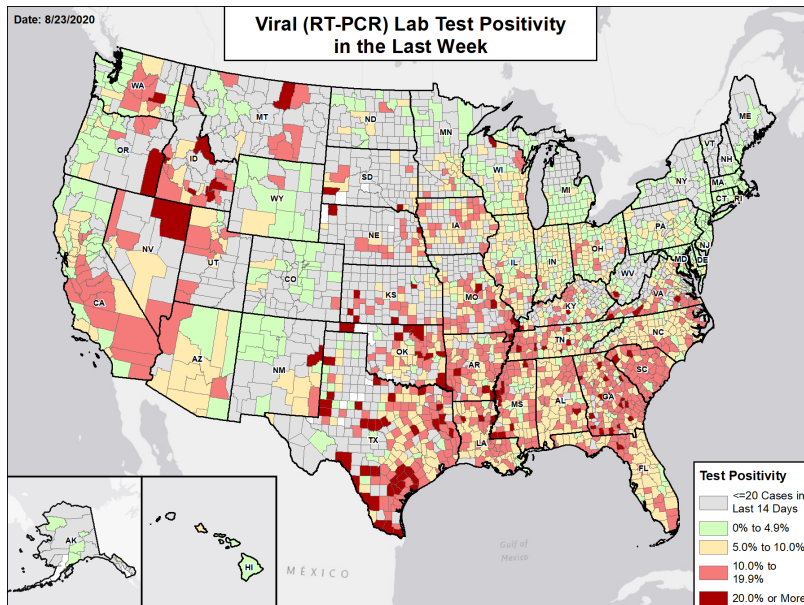 Date: 8/23/2020
Viral (RT-PCR) Lab Test Positivity
in the Last Week
WA
MT
ND
MN
ME
OR
ID
SD
WI
VT
NH
WY
MI
NY
MA
CT
RI
NV
UT
NE
IA
PA
NJ
CO
IL
IN
OH
MD
DE
CA
KS
MO
WV
KY
VA
AZ
NM
OK
AR
TN
NC
SC
MS
AL
GA
TX
LA
FL
AK
HI
MÉXICO
Gulf of
Mexico
Test Positivity
<=20 Cases in
Last 14 Days
0% to 4.9%
5.0% to 10.0%
10.0% to
19.9%
20.0% or More